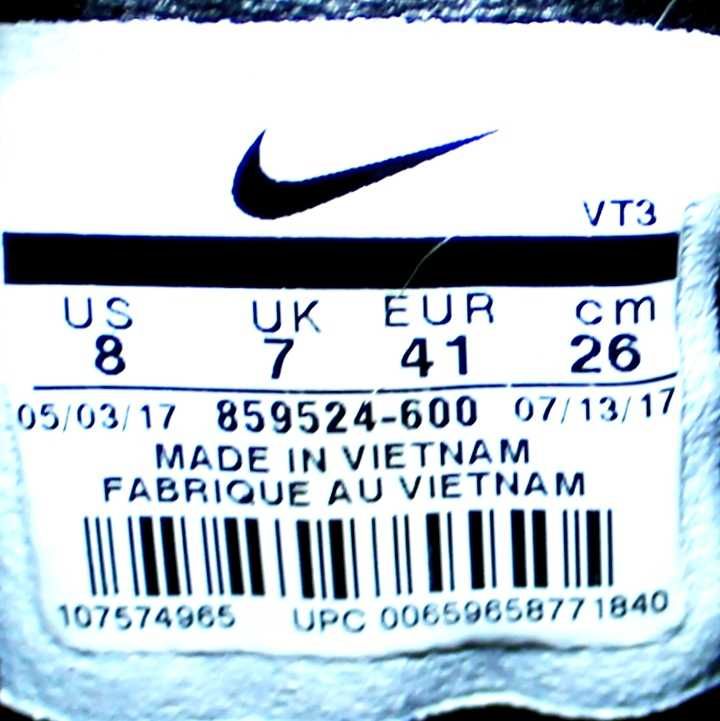 VT3
US UK EUR cm
8 7 41 26
05/03/17 859524-600 07/13/17
MADE IN VIETNAM
FABRIQUE AU VIETNAM
107574965 UPC 00659658771840